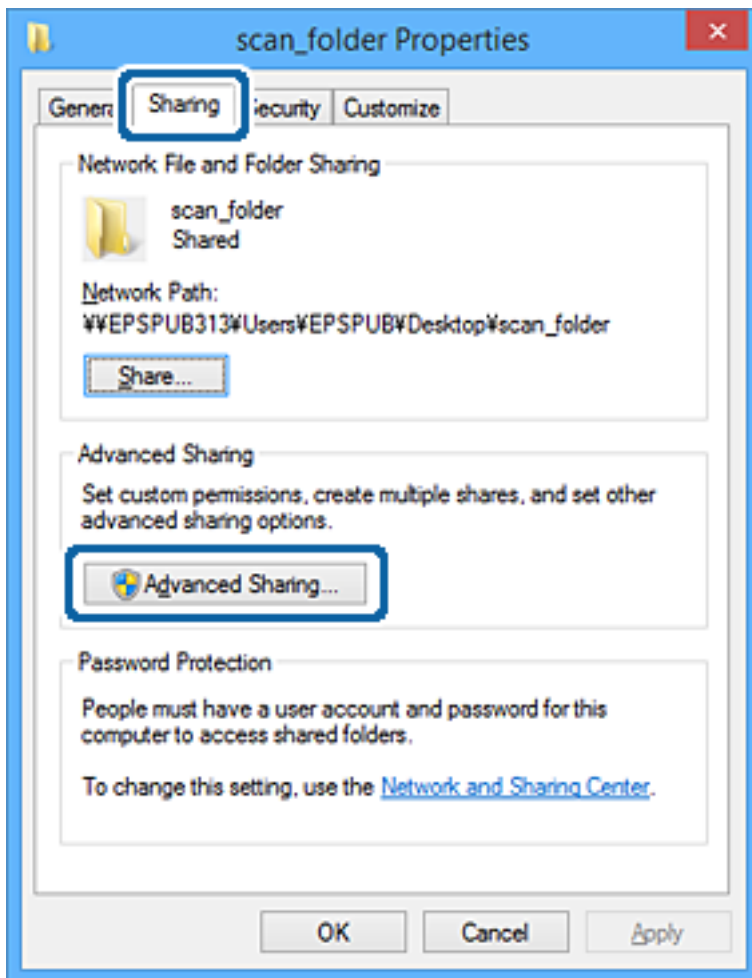 scan_folder Properties
General Sharing Security Customize
Network File and Folder Sharing
scan_folder
Shared
Network Path:
¥¥EPSPUB313¥Users¥EPSPUB¥Desktop¥scan_folder
Share...
Advanced Sharing
Set custom permissions, create multiple shares, and set other
advanced sharing options.
Advanced Sharing...
Password Protection
People must have a user account and password for this
computer to access shared folders.
To change this setting, use the Network and Sharing Center.
OK Cancel Apply